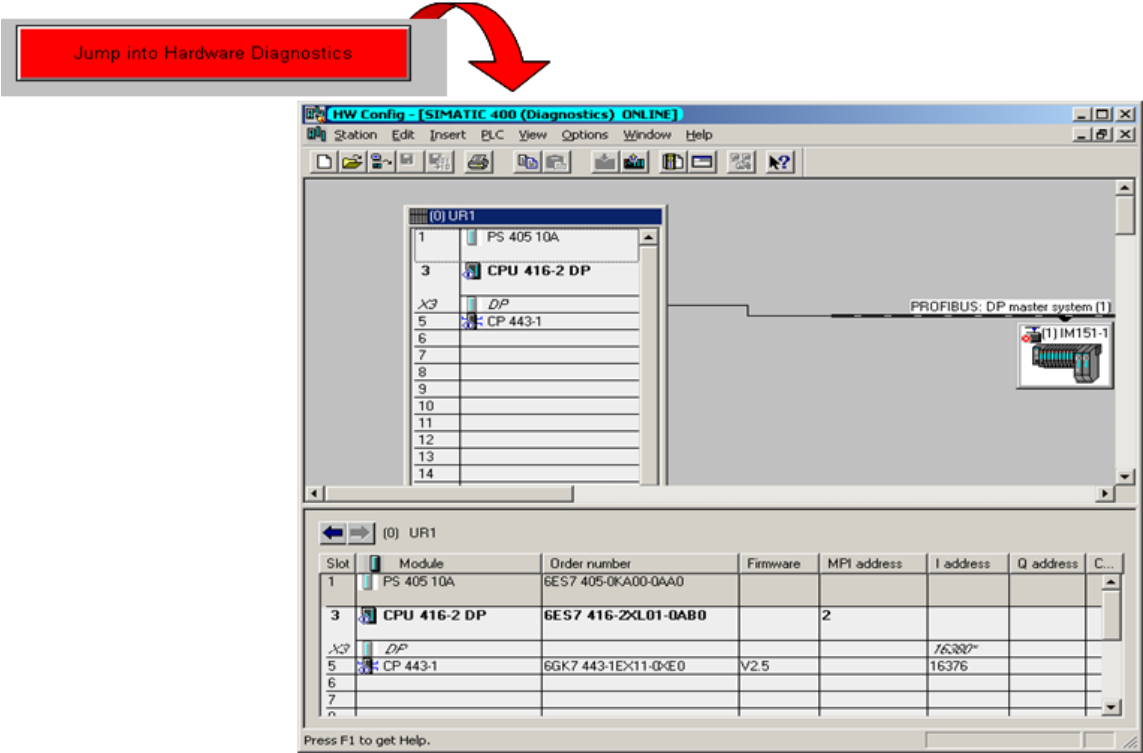 Jump into Hardware Diagnostics
HW Config - [SIMATIC 400 (Diagnostics) ONLINE]
Station Edit Insert PLC View Options Window Help
(0) UR1
1 PS 405 10A
3 CPU 416-2 DP
X3 DP
5 CP 443-1
6
7
8
9
10
11
12
13
14
PROFIBUS: DP master system (1)
(1) IM151-1
(0) UR1
Slot Module Order number Firmware MPI address I address Q address C...
1 PS 405 10A 6ES7 405-0KA00-0AA0
3 CPU 416-2 DP 6ES7 416-2XL01-0AB0 2
X3 DP 16380*
5 CP 443-1 6GK7 443-1EX11-0XE0 V2.5 16376
6
7
Press F1 to get Help.